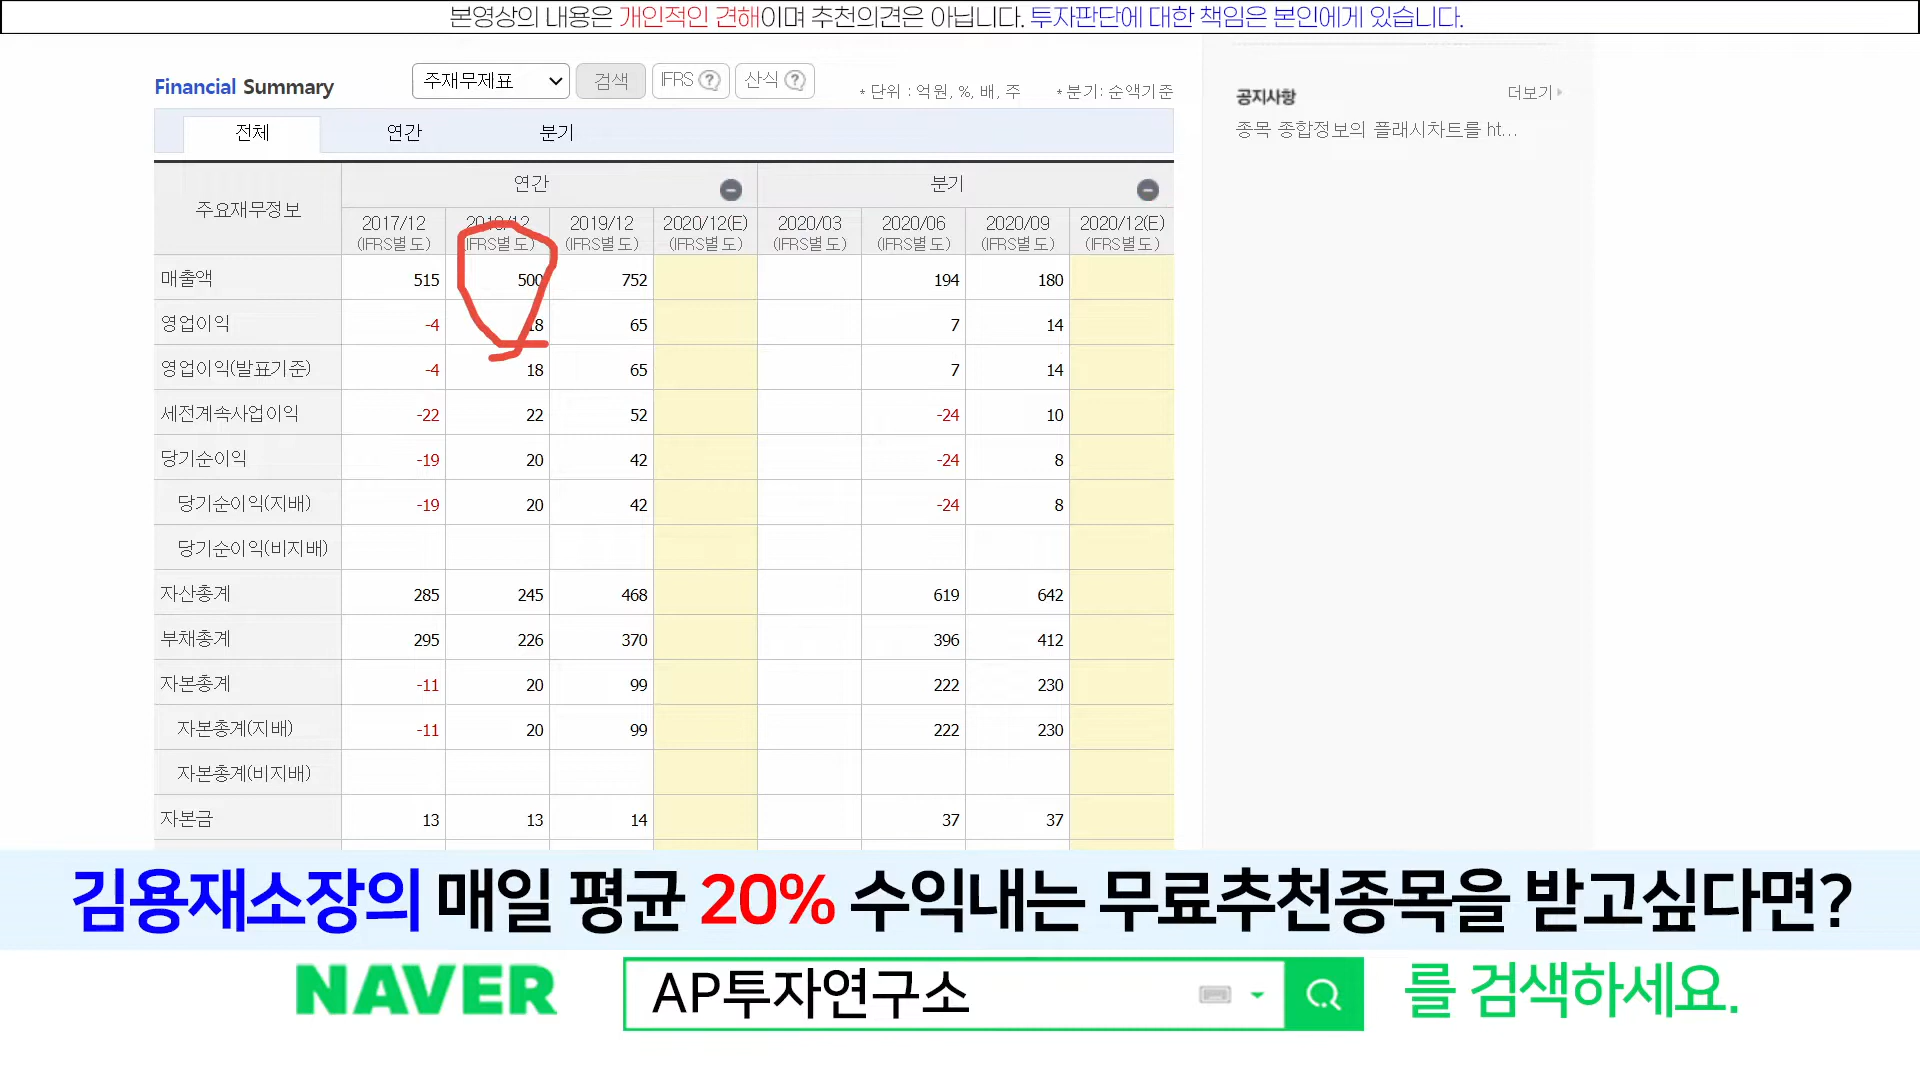 본영상의 내용은 개인적인 견해이며 추천의견은 아닙니다. 투자판단에 대한 책임은 본인에게 있습니다.
Financial Summary 주재무제표 검색 IFRS ? 산식 ? * 단위 : 억원, %, 배, 주 * 분기: 순액기준
공지사항 더보기
종목 종합정보의 플래시차트를 ht...
전체 연간 분기
주요재무정보 연간 분기
2017/12 2018/12 2019/12 2020/12(E) 2020/03 2020/06 2020/09 2020/12(E)
(IFRS별도) (IFRS별도) (IFRS별도) (IFRS별도) (IFRS별도) (IFRS별도) (IFRS별도) (IFRS별도)
매출액 515 500 752 194 180
영업이익 -4 18 65 7 14
영업이익(발표기준) -4 18 65 7 14
세전계속사업이익 -22 22 52 -24 10
당기순이익 -19 20 42 -24 8
당기순이익(지배) -19 20 42 -24 8
당기순이익(비지배)
자산총계 285 245 468 619 642
부채총계 295 226 370 396 412
자본총계 -11 20 99 222 230
자본총계(지배) -11 20 99 222 230
자본총계(비지배)
자본금 13 13 14 37 37
김용재소장의 매일 평균 20% 수익내는 무료추천종목을 받고싶다면?
NAVER AP투자연구소 를 검색하세요.